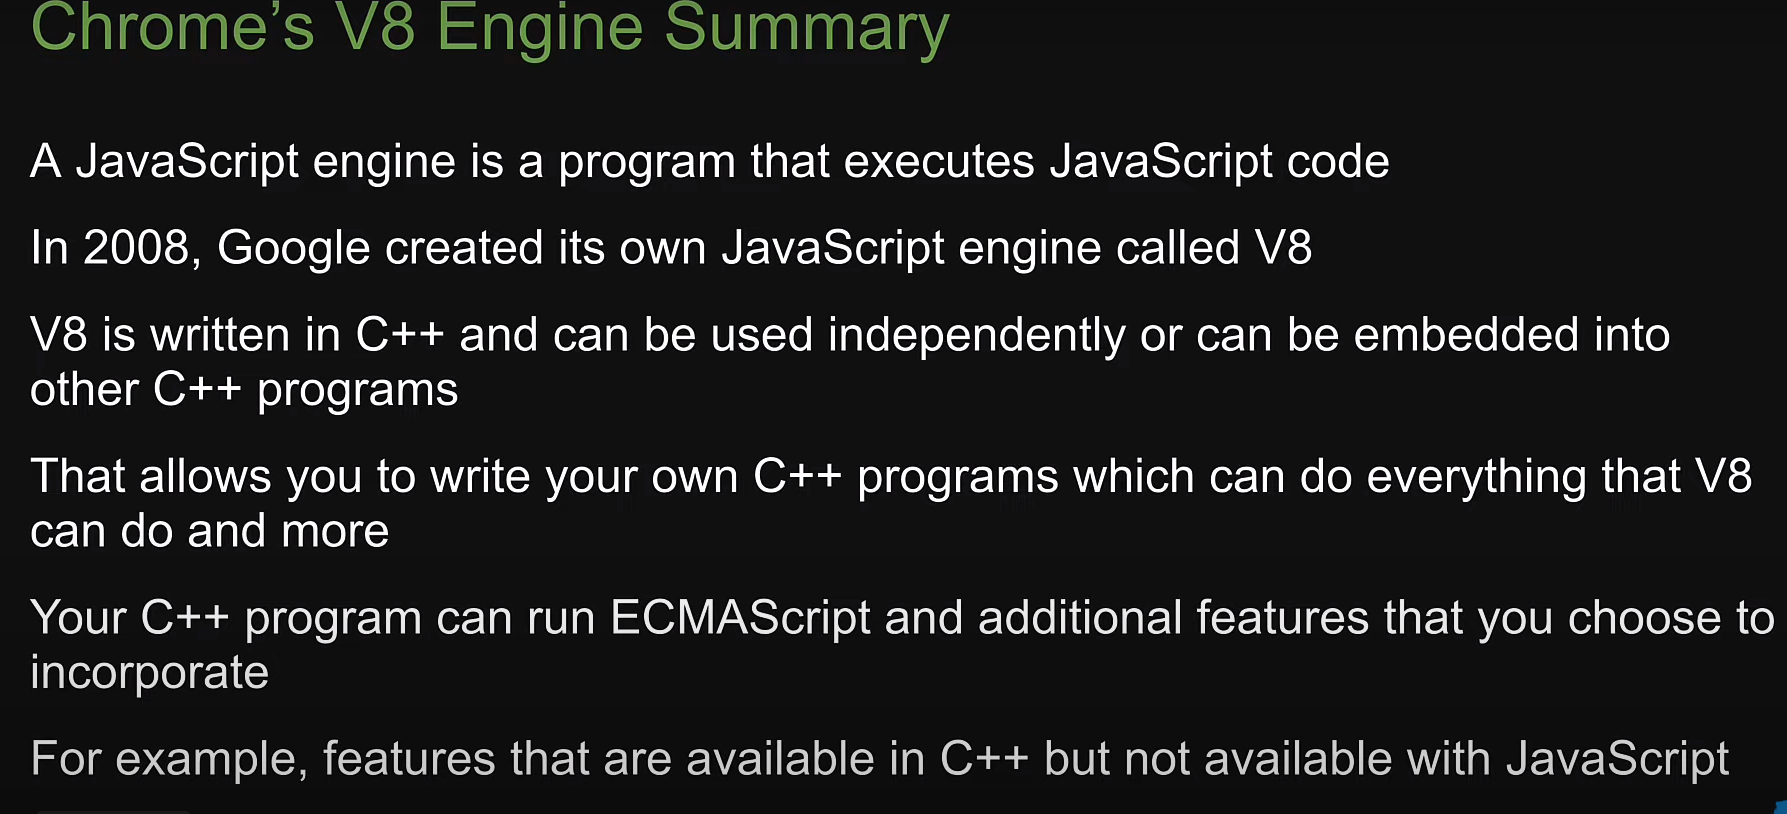 Chrome’s V8 Engine Summary
A JavaScript engine is a program that executes JavaScript code
In 2008, Google created its own JavaScript engine called V8
V8 is written in C++ and can be used independently or can be embedded into
other C++ programs
That allows you to write your own C++ programs which can do everything that V8
can do and more
Your C++ program can run ECMAScript and additional features that you choose to
incorporate
For example, features that are available in C++ but not available with JavaScript